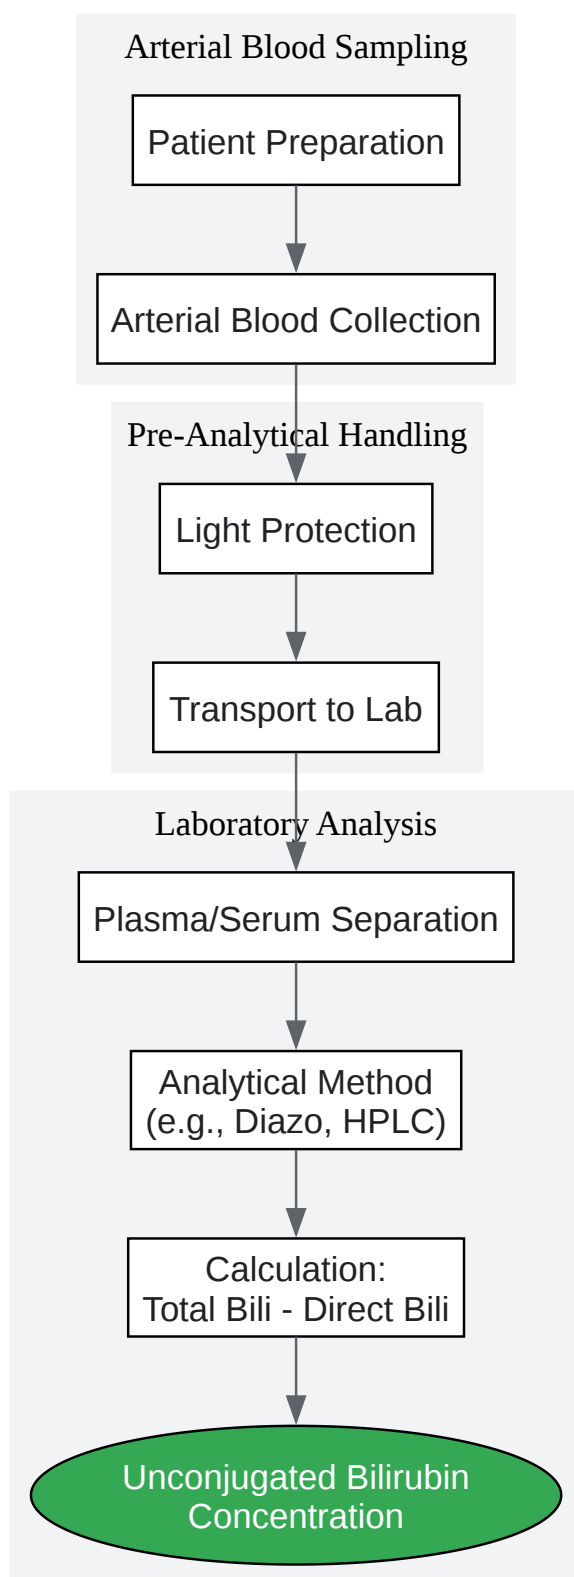 Arterial Blood Sampling
Patient Preparation
Arterial Blood Collection
Pre-Analytical Handling
Light Protection
Transport to Lab
Laboratory Analysis
Plasma/Serum Separation
Analytical Method
(e.g., Diazo, HPLC)
Calculation:
Total Bili - Direct Bili
Unconjugated Bilirubin
Concentration